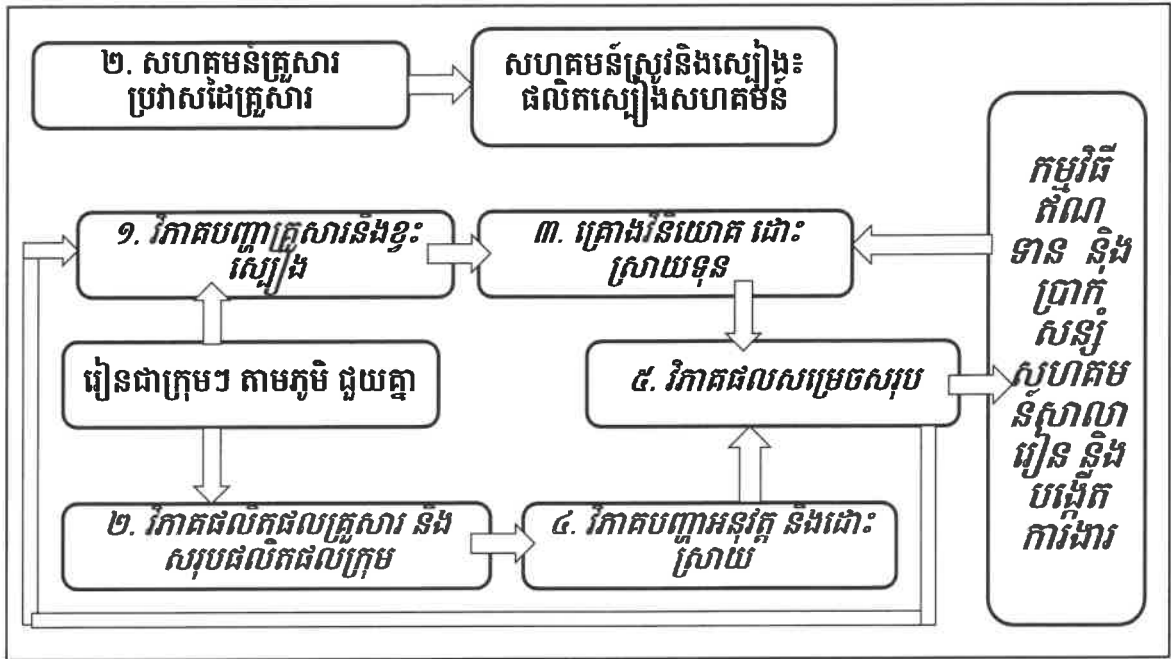 ២. សហគមន៍គ្រួសារ
ប្រវាសដៃគ្រួសារ
សហគមន៍ស្រូវនិងស្បៀង៖
ផលិតស្បៀងសហគមន៍
១. វិភាគបញ្ហាគ្រួសារនិងខ្វះ
ស្បៀង
៣. គ្រោងវិនិយោគ ដោះ
ស្រាយទុន
រៀនជាក្រុមៗ តាមភូមិ ជួយគ្នា
៥. វិភាគផលសម្រេចសរុប
២. វិភាគផលិតផលគ្រួសារ និង
សរុបផលិតផលក្រុម
៤. វិភាគបញ្ហាអនុវត្ត និងដោះ
ស្រាយ
កម្មវិធី
ឥណ
ទាន និង
ប្រាក់
សន្សំ
សហគម
ន៍សាលា
រៀន និង
បង្កើត
ការងារ